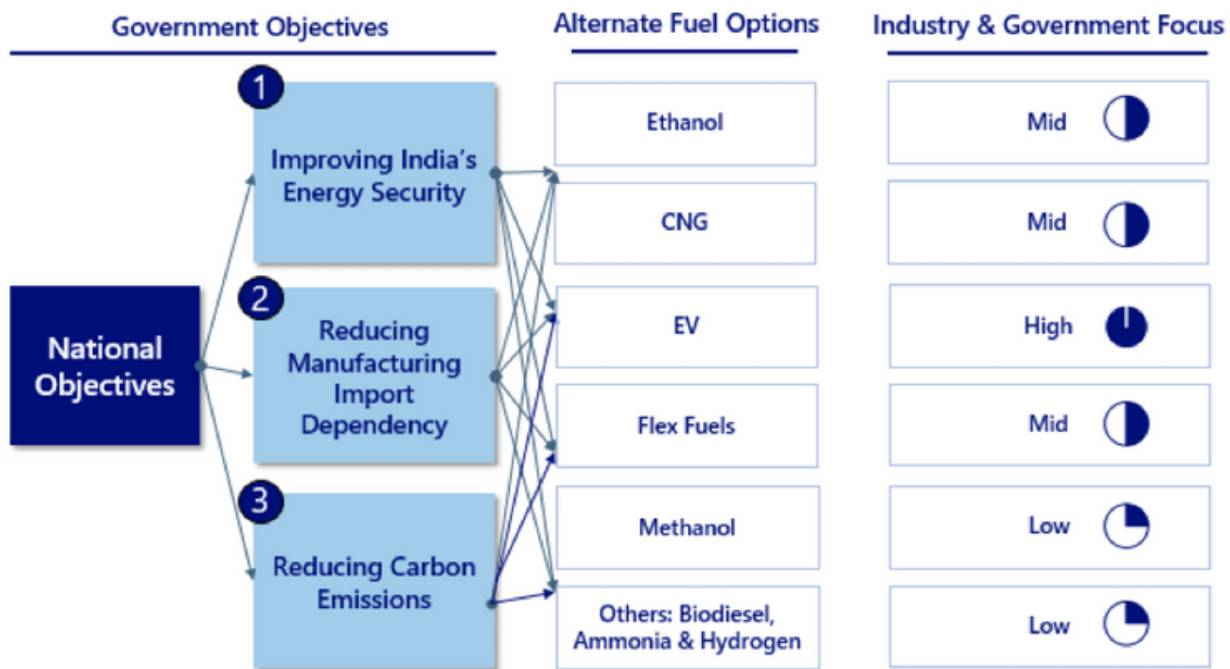 Government Objectives
Alternate Fuel Options
Industry & Government Focus
National
Objectives
1
Improving India's
Energy Security
2
Reducing
Manufacturing
Import
Dependency
3
Reducing Carbon
Emissions
Ethanol
Mid
CNG
Mid
EV
High
Flex Fuels
Mid
Methanol
Low
Others: Biodiesel,
Ammonia & Hydrogen
Low